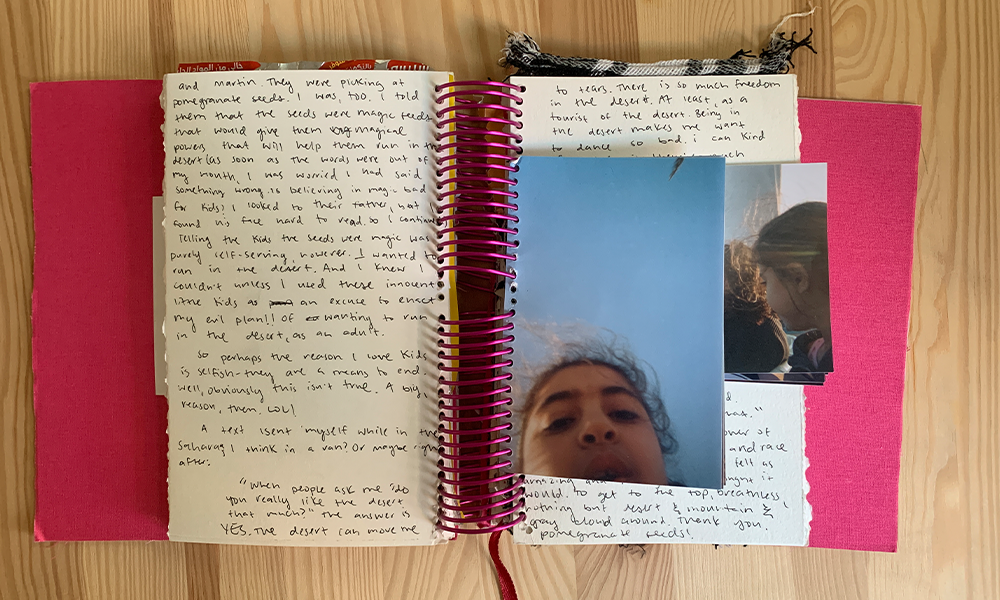 خال من المواد الحا
and martin. They were picking at
pomegranate seeds. I was, too. I told
them that the seeds were magic seeds
that would give them magical
powers that will help them run in the
desert (as soon as the words were out of
my mouth, I was worried I had said
something wrong. is believing in magic bad
for kids? I looked to their father, but
found his face hard to read. so I continued
Telling the kids the seeds were magic was
purely self-serving, however. I wanted to
run in the desert. And I knew I
couldn't unless I used these innocent
little kids as an excuse to enact
my evil plan!! Of wanting to run
in the desert, as an adult.
So perhaps the reason I love kids
is selfish - they are a means to end
well, obviously this isn't true. A big
reason, then. LOL!
A text I sent myself while in the
Sahara, I think in a van? Or maybe right
after:
"When people ask me "do
you really like the desert
that much?" The answer is
YES. The desert can move me
to tears. There is so much freedom
in the desert. At least, as a
tourist of the desert. Being in
the desert makes me want
to dance so bad. i can kind
"
ower of
and race
felt as
amazing and
ught it
would. To get to the top, breathless
nothing but desert & mountain &
gray cloud around. Thank you,
pomegranate seeds!